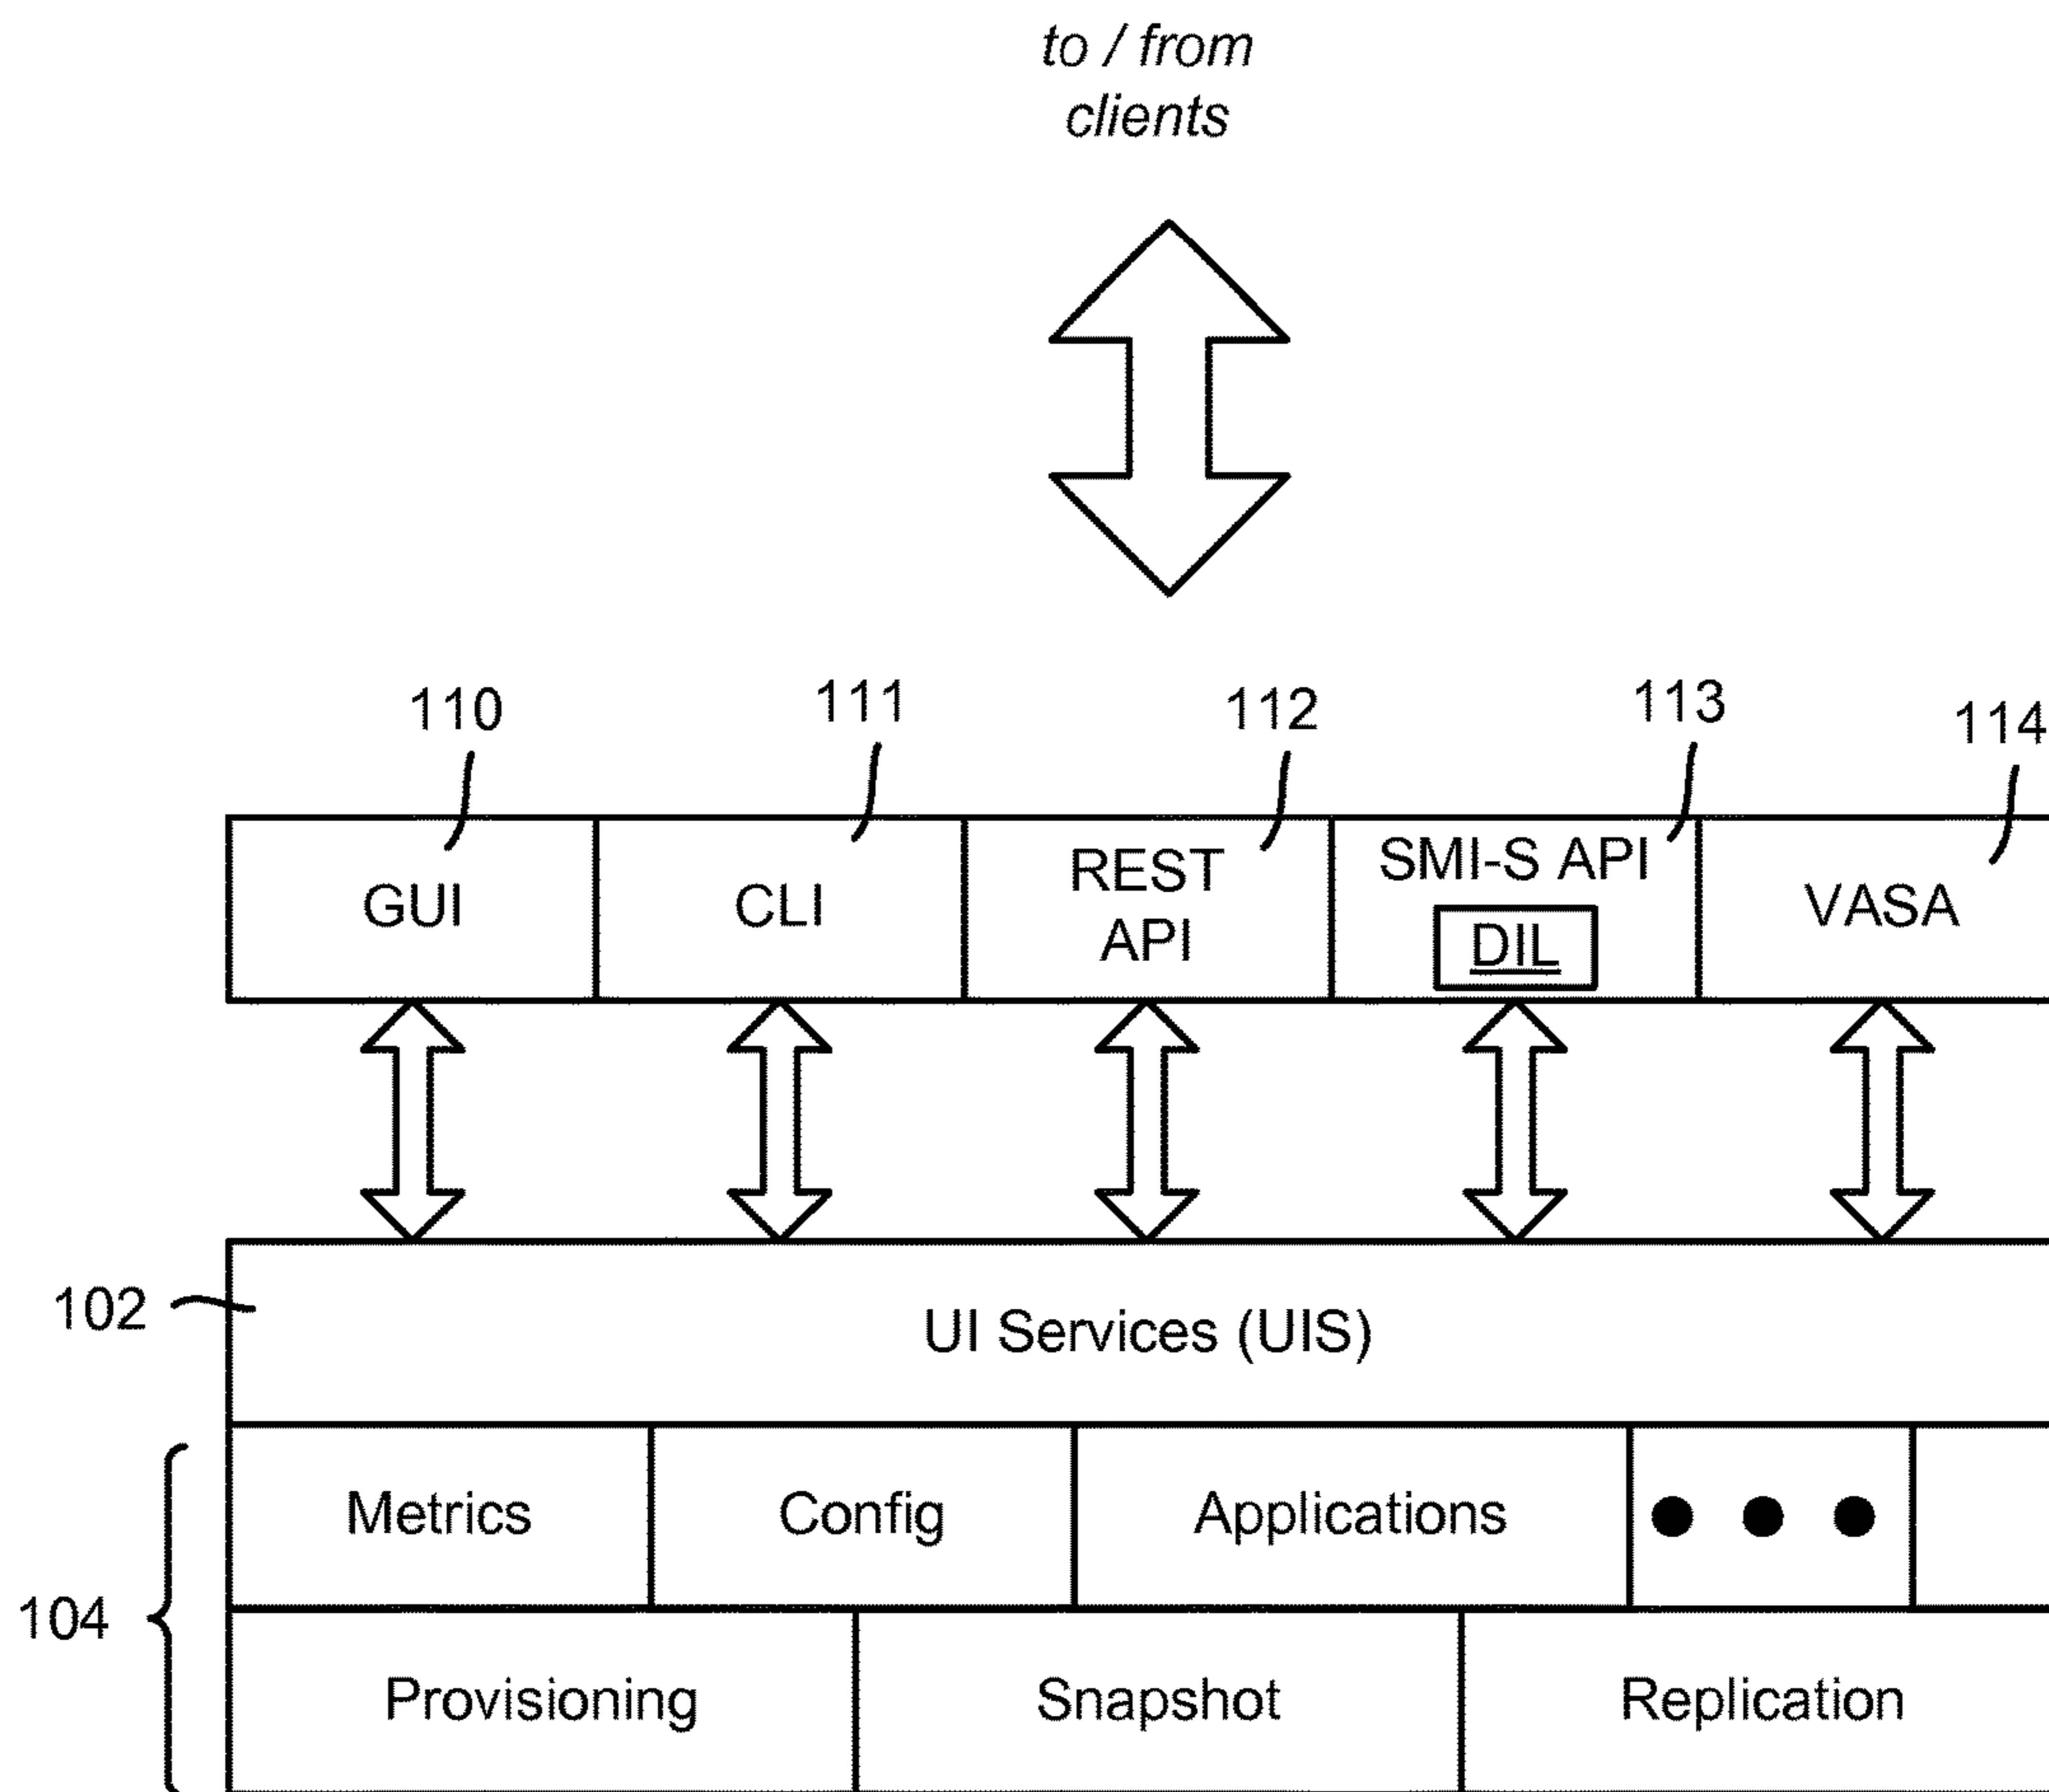 to / from
clients
110
111
112
113
114
GUI
CLI
REST
API
SMI-S API
DIL
VASA
102
UI Services (UIS)
104
Metrics
Config
Applications
Provisioning
Snapshot
Replication